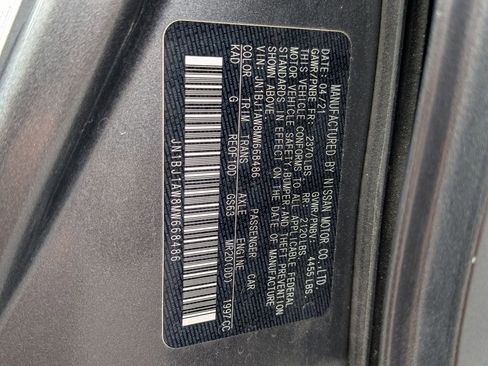 MANUFACTURED BY NISSAN MOTOR CO., LTD.
DATE: 04/21 GVWR/PNBV: 4455 LBS.
GAWR/PNBE FR: 2370 LBS. RR: 2120 LBS.
THIS VEHICLE CONFORMS TO ALL APPLICABLE FEDERAL
MOTOR VEHICLE SAFETY, BUMPER, AND THEFT PREVENTION
STANDARDS IN EFFECT ON THE DATE OF MANUFACTURE
SHOWN ABOVE.
VIN: JN1BJ1AW8MW668486 PASSENGER CAR
COLOR TRIM TRANS AXLE ENGINE
KAD G RE0F10D GS63 MR20(DD) 1997CC
JN1BJ1AW8MW668486